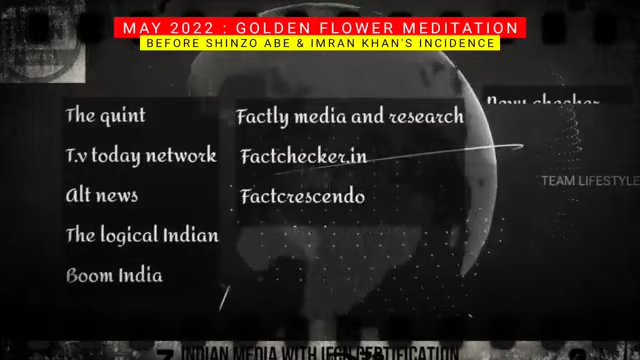 MAY 2022 : GOLDEN FLOWER MEDITATION
BEFORE SHINZO ABE & IMRAN KHAN'S INCIDENCE
The quint
T.v today network
Alt news
The logical Indian
Boom India
Factly media and research
Factchecker.in
Factcrescendo
TEAM LIFESTYLE
INDIAN MEDIA WITH IFCN CERTIFICATION